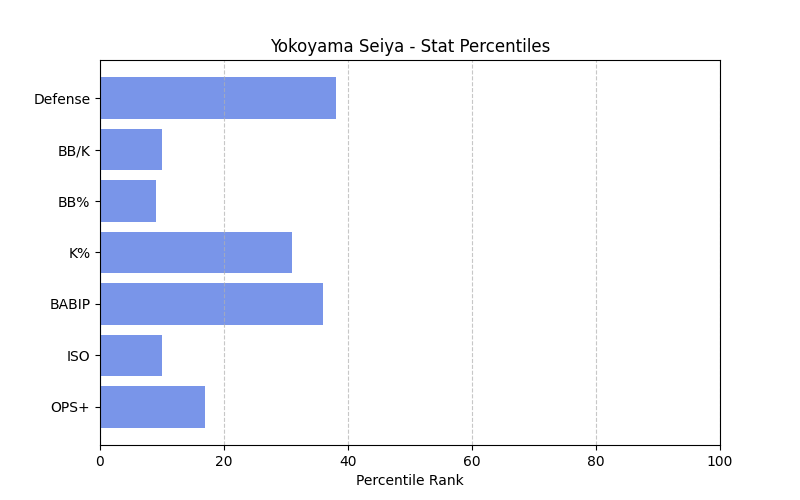 Yokoyama Seiya - Stat Percentiles
Defense
BB/K
BB%
K%
BABIP
ISO
OPS+
0 20 40 60 80 100
Percentile Rank